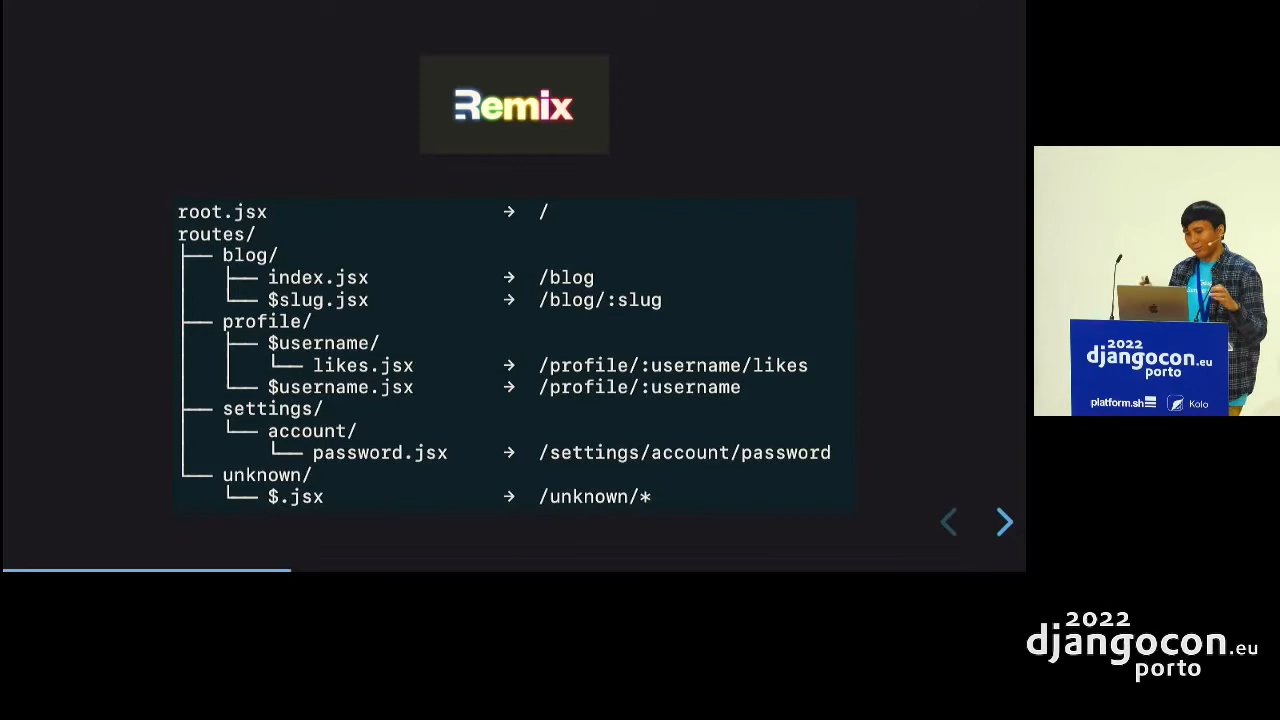 Remix
root.jsx → /
routes/
├── blog/
│ ├── index.jsx → /blog
│ └── $slug.jsx → /blog/:slug
├── profile/
│ ├── $username/
│ │ └── likes.jsx → /profile/:username/likes
│ └── $username.jsx → /profile/:username
├── settings/
│ └── account/
│ └── password.jsx → /settings/account/password
└── unknown/
└── $.jsx → /unknown/*
2022
djangocon.eu
porto
platform.sh Kolo
2022
djangocon.eu
porto